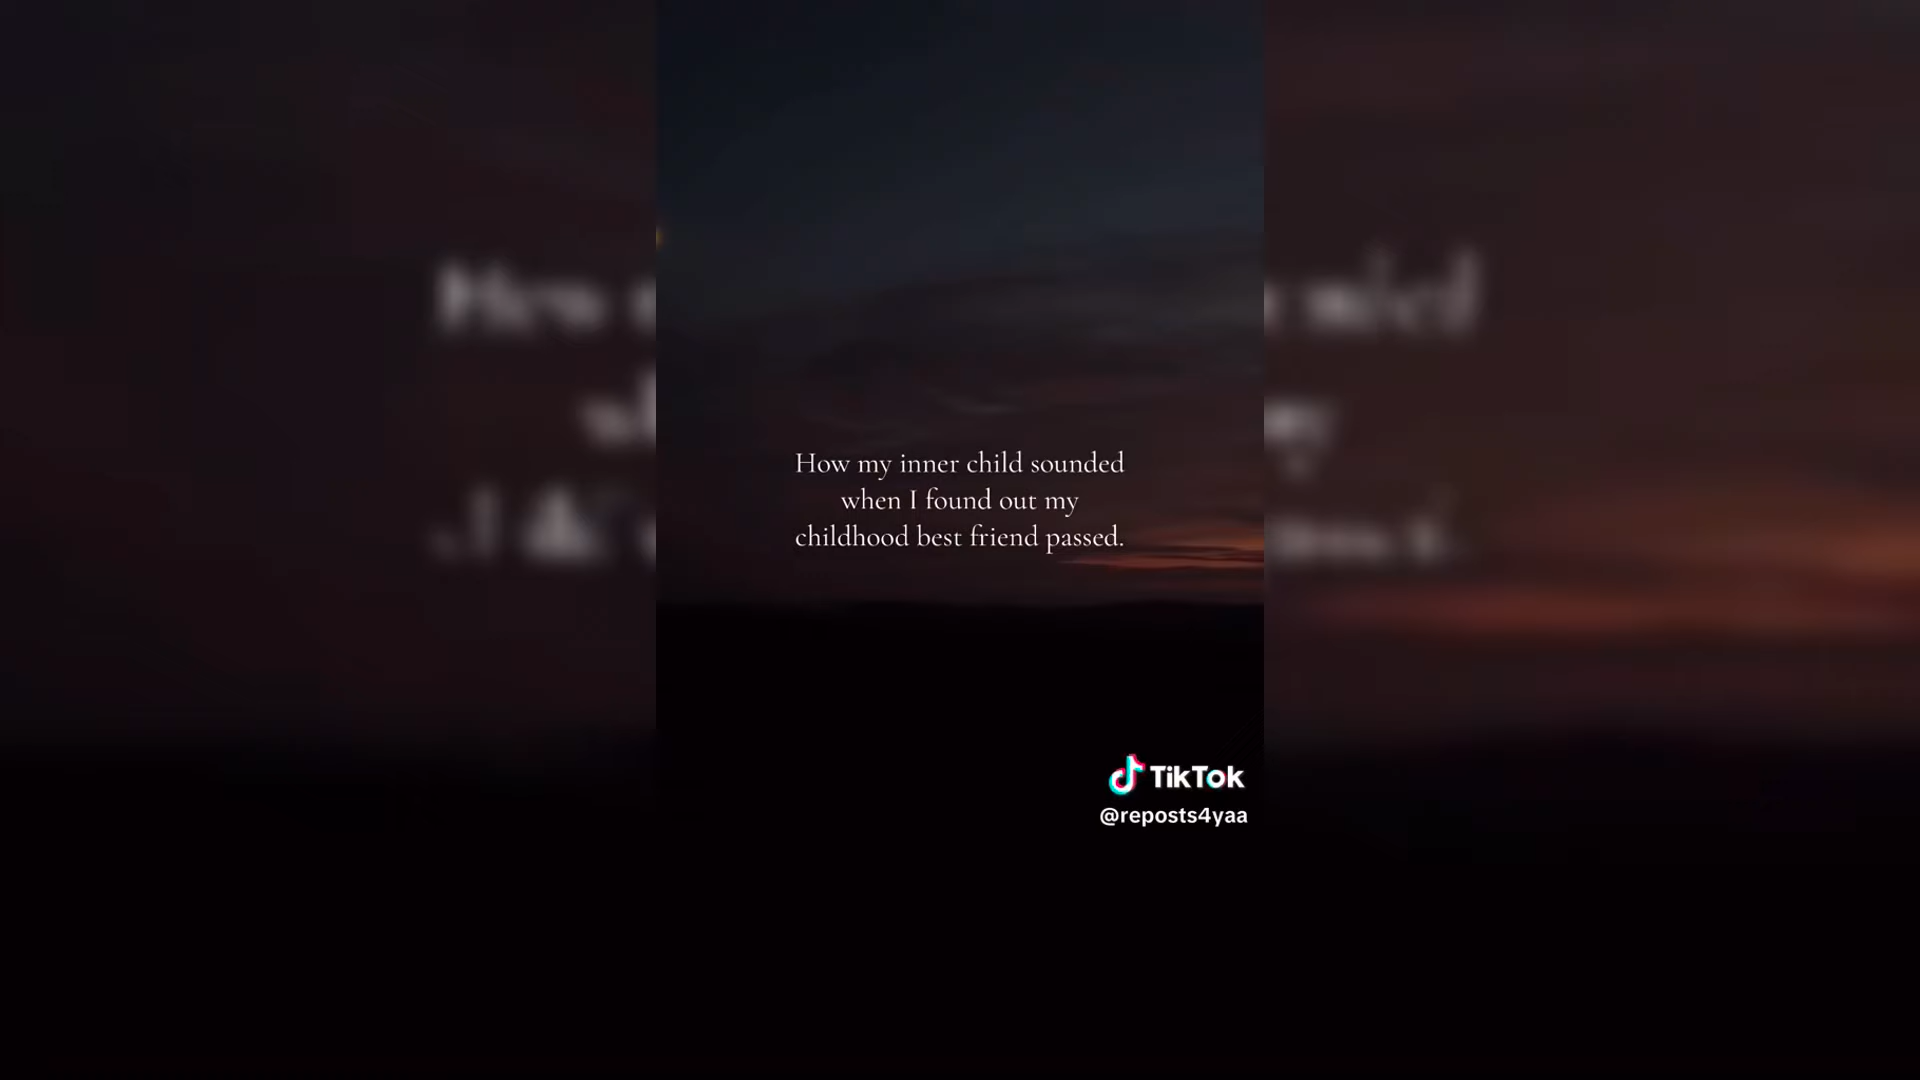 How my inner child sounded
when I found out my
childhood best friend passed.
TikTok
@reposts4yaa